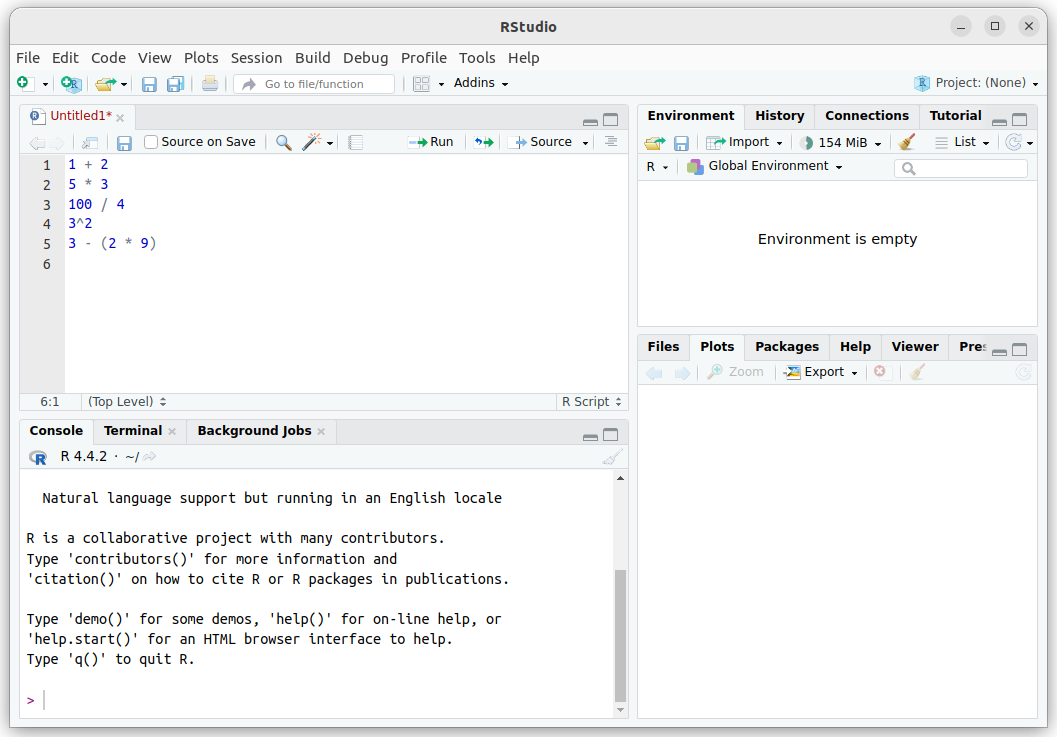 RStudio
File Edit Code View Plots Session Build Debug Profile Tools Help
Go to file/function Addins Project: (None)
Untitled1*
Source on Save Run Source
1 1 + 2
2 5 * 3
3 100 / 4
4 3^2
5 3 - (2 * 9)
6
6:1 (Top Level) R Script
Console Terminal Background Jobs
R 4.4.2 · ~/
Natural language support but running in an English locale
R is a collaborative project with many contributors.
Type 'contributors()' for more information and
'citation()' on how to cite R or R packages in publications.
Type 'demo()' for some demos, 'help()' for on-line help, or
'help.start()' for an HTML browser interface to help.
Type 'q()' to quit R.
>
Environment History Connections Tutorial
Import 154 MiB List
R Global Environment
Environment is empty
Files Plots Packages Help Viewer Pres
Zoom Export